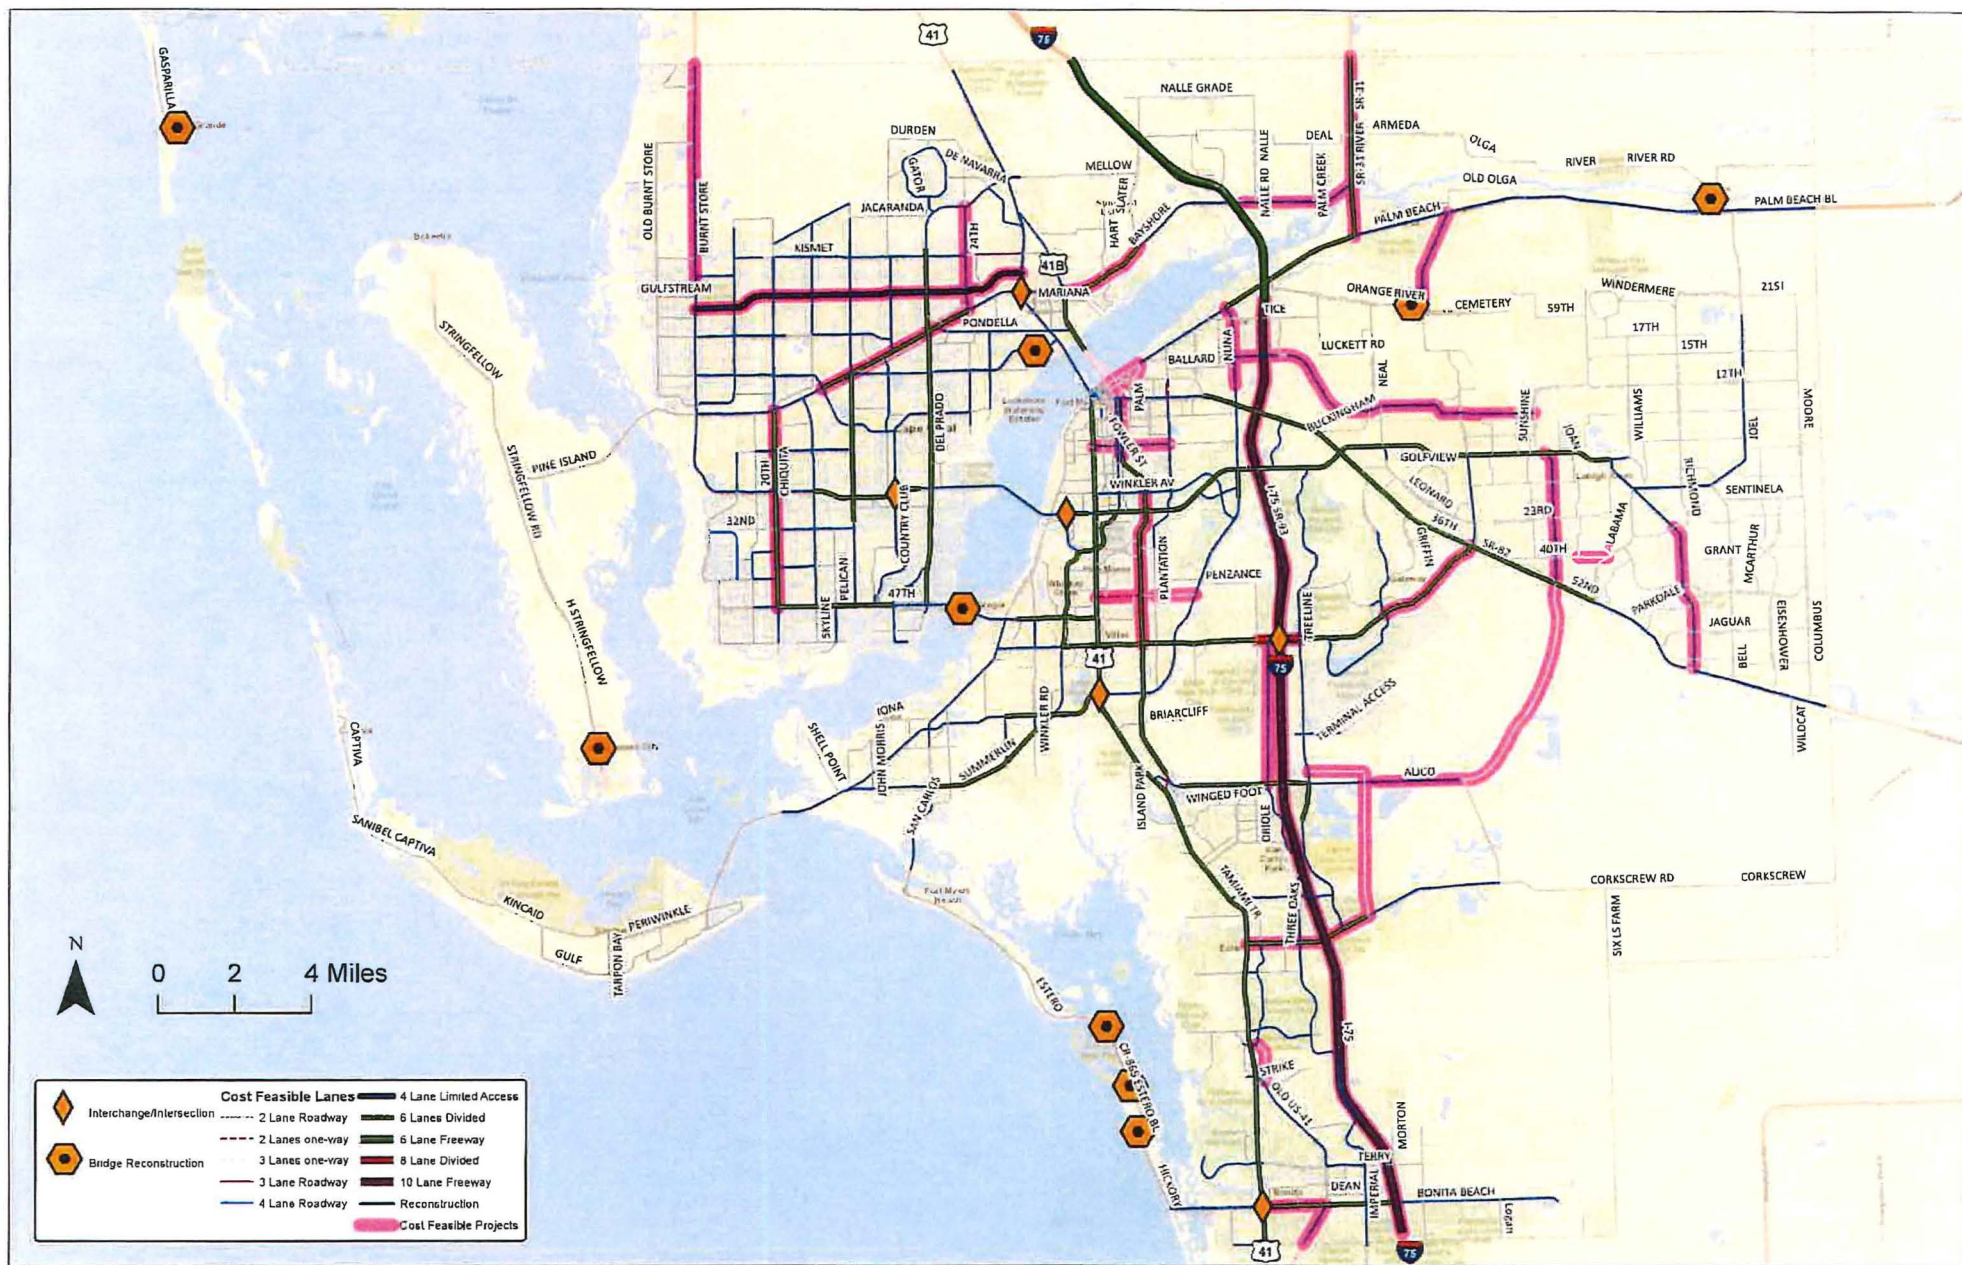 41
75
GASPARILLA
NALLE GRADE
SR-31
DURDEN
DEAL
ARMEDA
OLGA
OLD BURNT STORE
BURNT STORE
GATOR
DE NAVARRA
MELLOW
HART
SLATER
NALLE RD NALLE
PALM CREEK
SR-31 RIVER
RIVER
RIVER RD
OLD OLGA
JACARANDA
BAYSHORE
PALM BEACH
PALM BEACH BL
KISMET
24TH
41B
GULFSTREAM
MARIANA
TICE
ORANGE RIVER
CEMETERY
WINDERMERE
21ST
59TH
STRINGFELLOW
PONDELLA
LUCKETT RD
17TH
15TH
BALLARD
NUNA
NEAL
12TH
PALM
BUCKINGHAM
SUNSHINE
WILLIAMS
JOEL
MOORE
DEL PRADO
FOWLER ST
JOAN
STRINGFELLOW RD
PINE ISLAND
20TH
CHIQUITA
GOLFVIEW
WINKLER AV
LEONARD
RICHMOND
SENTINELA
COUNTRY CLUB
32ND
I-75 SR-93
36TH
23RD
ALABAMA
GRIFFIN
SR-82
40TH
GRANT
MCARTHUR
PELICAN
PLANTATION
PENZANCE
47TH
SKYLINE
TREELINE
52ND
PARKDALE
JAGUAR
EISENHOWER
COLUMBUS
BELL
H STRINGFELLOW
41
75
IONA
WINKLER RD
BRIARCLIFF
TERMINAL ACCESS
WILDCAT
CAPTIVA
SHELL POINT
JOHN MORRIS
SUMMERLIN
SAN CARLOS
ISLAND PARK
WINGED FOOT
ALICO
ORIOLE
SANIBEL CAPTIVA
TAMIAMI TR
THREE OAKS
CORKSCREW RD
CORKSCREW
KINCAID
PERIWINKLE
SIX LS FARM
GULF
TARPON BAY
N
0 2 4 Miles
ESTERO
I-75
CR-865 ESTERO BL
STRIKE
OLD US-41
MORTON
TERRY
HICKORY
DEAN
IMPERIAL
BONITA BEACH
Logan
41
75
Interchange/Intersection
Bridge Reconstruction
Cost Feasible Lanes
2 Lane Roadway
2 Lanes one-way
3 Lanes one-way
3 Lane Roadway
4 Lane Roadway
4 Lane Limited Access
6 Lanes Divided
6 Lane Freeway
8 Lane Divided
10 Lane Freeway
Reconstruction
Cost Feasible Projects